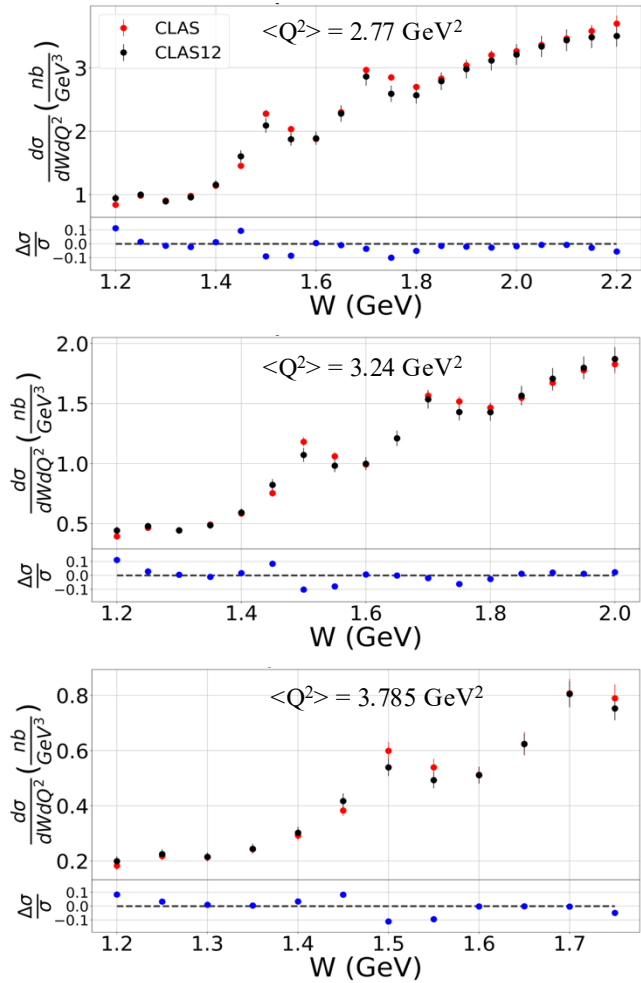 CLAS
CLAS12
<Q²> = 2.77 GeV²
dσ/dWdQ² (nb/GeV³)
3
2
1
Δσ/σ
0.1
0.0
−0.1
1.2 1.4 1.6 1.8 2.0 2.2
W (GeV)
<Q²> = 3.24 GeV²
dσ/dWdQ² (nb/GeV³)
2.0
1.5
1.0
0.5
Δσ/σ
0.1
0.0
−0.1
1.2 1.4 1.6 1.8 2.0
W (GeV)
<Q²> = 3.785 GeV²
dσ/dWdQ² (nb/GeV³)
0.8
0.6
0.4
0.2
Δσ/σ
0.1
0.0
−0.1
1.2 1.3 1.4 1.5 1.6 1.7
W (GeV)